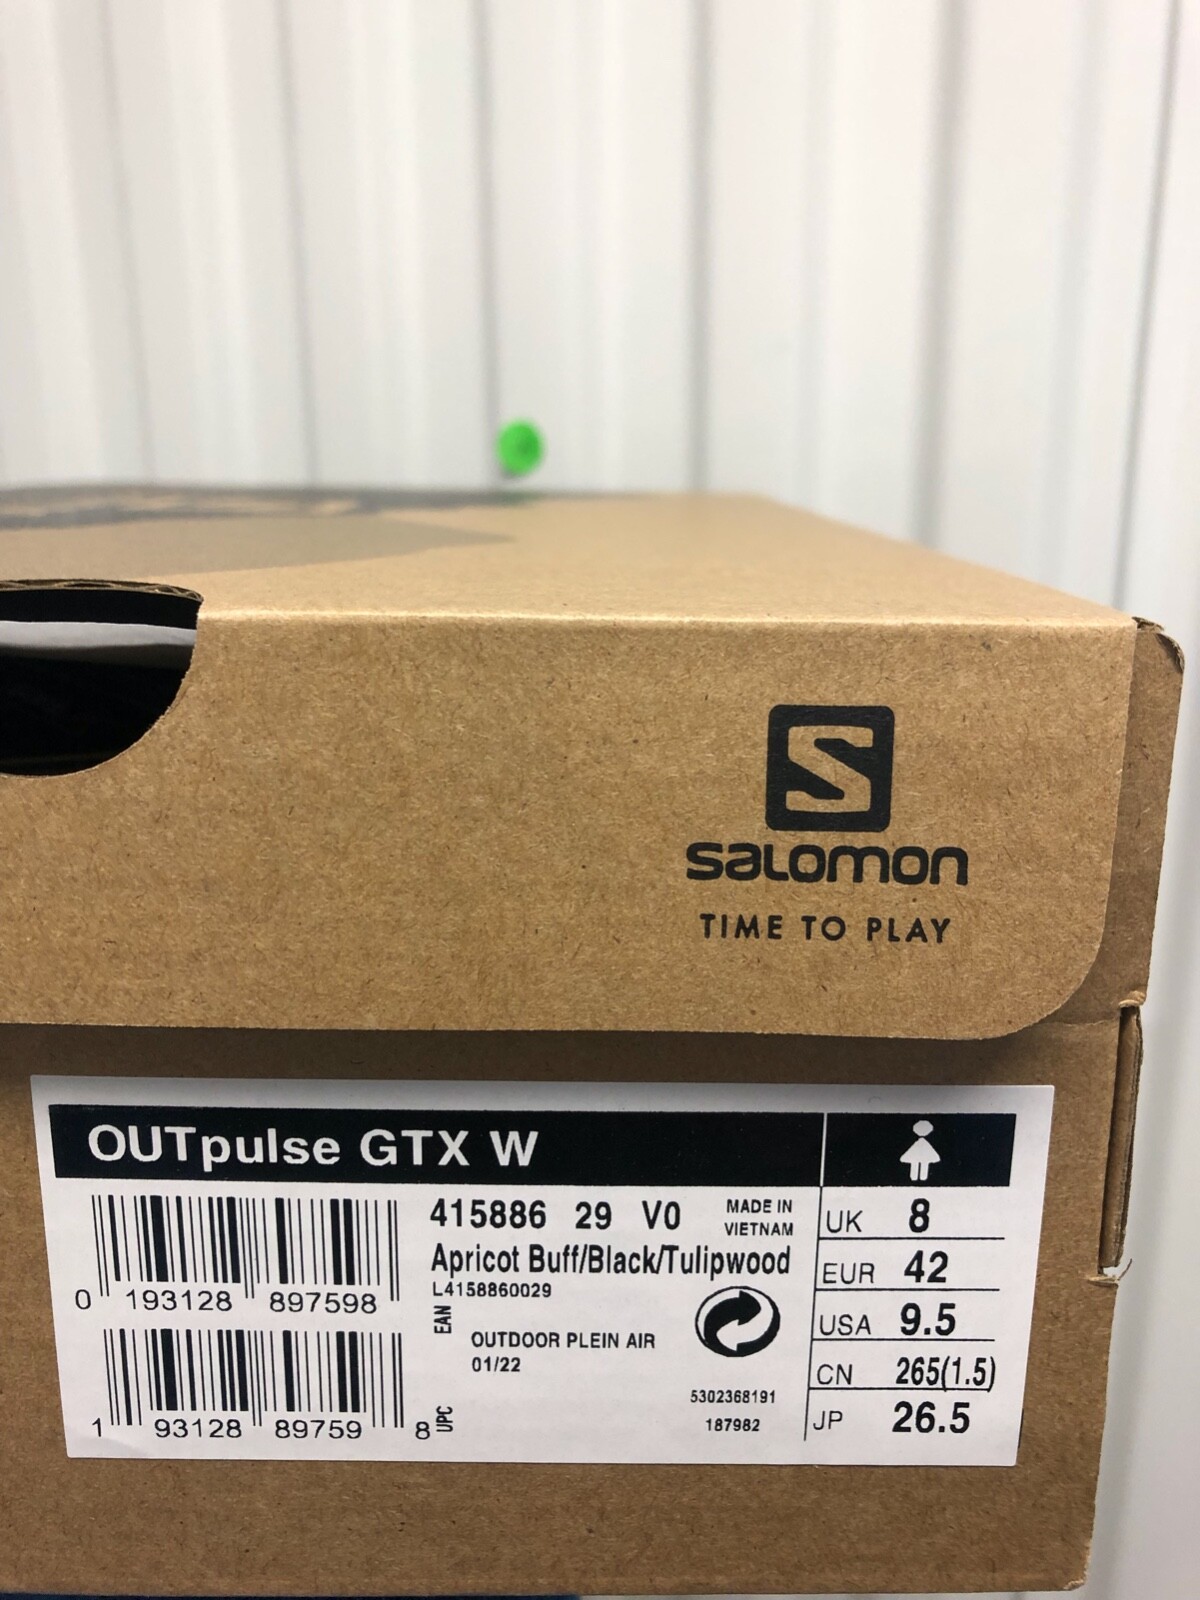 S
salomon
TIME TO PLAY
OUTpulse GTX W
415886 29 V0
MADE IN
VIETNAM
Apricot Buff/Black/Tulipwood
L4158860029
0 193128 897598
EAN
OUTDOOR PLEIN AIR
01/22
1 93128 89759 8
UPC
5302368191
187982
UK 8
EUR 42
USA 9.5
CN 265(1.5)
JP 26.5